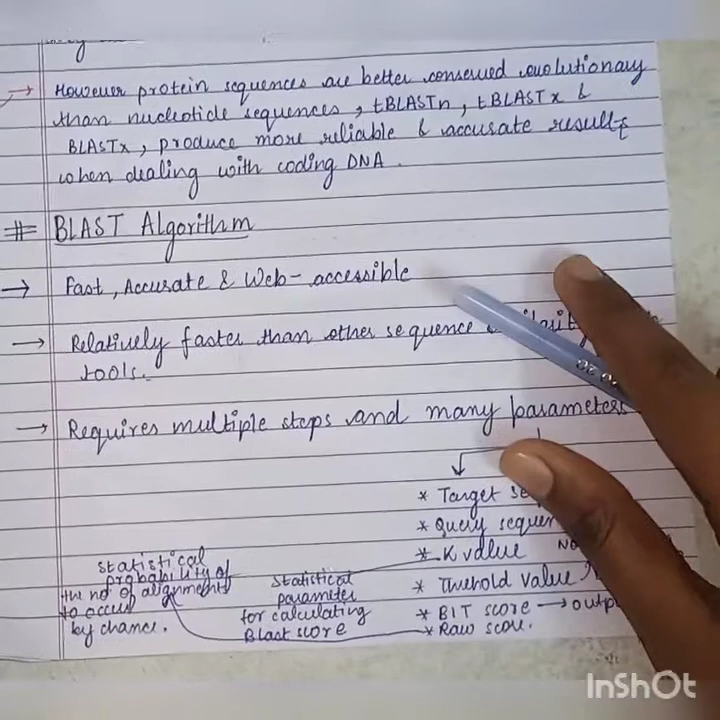 However protein sequences are better conserved evolutionary
than nucleotide sequences, tBLASTn, tBLASTx &
BLASTx, produce more reliable & accurate results
when dealing with coding DNA.
# BLAST Algorithm
→ Fast, Accurate & Web-accessible
→ Relatively faster than other sequence
tools.
→ Requires multiple steps and many parameters
* Target
* Query
* K value
* Threhold value
* BIT score →
* Raw score.
Statistical
probability of
the no. of alignments
to occur
by chance.
Statistical
parameter
for calculating
Blast score
InShOt